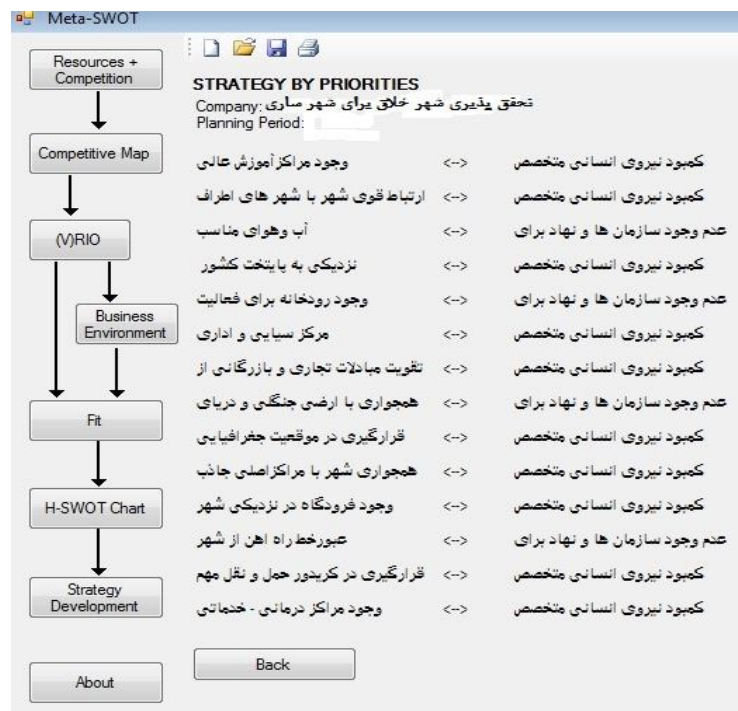 Meta-SWOT
Resources +
Competition
Competitive Map
(V)RIO
Business
Environment
Fit
H-SWOT Chart
Strategy
Development
About
STRATEGY BY PRIORITIES
Company: تحقق پذیری شهر خلاق برای شهر ساری
Planning Period:
وجود مراکز آموزش عالی <--> کمبود نیروی انسانی متخصص
ارتباط قوی شهر با شهر های اطراف <--> کمبود نیروی انسانی متخصص
آب وهوای مناسب <--> عدم وجود سازمان ها و نهاد برای
نزدیکی به پایتخت کشور <--> کمبود نیروی انسانی متخصص
وجود رودخانه برای فعالیت <--> عدم وجود سازمان ها و نهاد برای
مرکز سیایی و اداری <--> کمبود نیروی انسانی متخصص
تقویت مبادلات تجاری و بازرگانی از <--> کمبود نیروی انسانی متخصص
همجواری با ارضی جنگلی و دریای <--> عدم وجود سازمان ها و نهاد برای
قرارگیری در موقعیت جغرافیایی <--> کمبود نیروی انسانی متخصص
همجواری شهر با مراکزاصلی جاذب <--> کمبود نیروی انسانی متخصص
وجود فرودگاه در نزدیکی شهر <--> کمبود نیروی انسانی متخصص
عبورخط راه اهن از شهر <--> عدم وجود سازمان ها و نهاد برای
قرارگیری در کریدور حمل و نقل مهم <--> کمبود نیروی انسانی متخصص
وجود مراکز درمانی - خدماتی <--> کمبود نیروی انسانی متخصص
Back